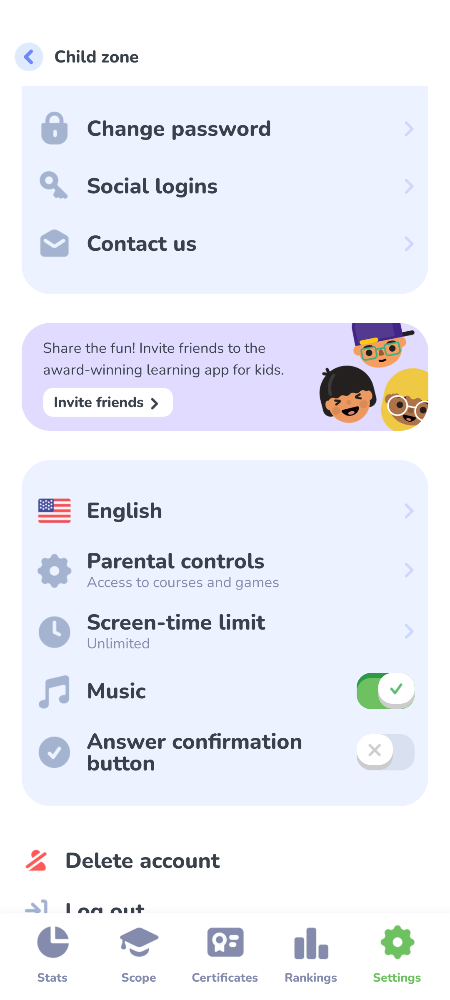 Child zone
Change password
Social logins
Contact us
Share the fun! Invite friends to the
award-winning learning app for kids.
Invite friends
English
Parental controls
Access to courses and games
Screen-time limit
Unlimited
Music
Answer confirmation
button
Delete account
Log out
Stats
Scope
Certificates
Rankings
Settings